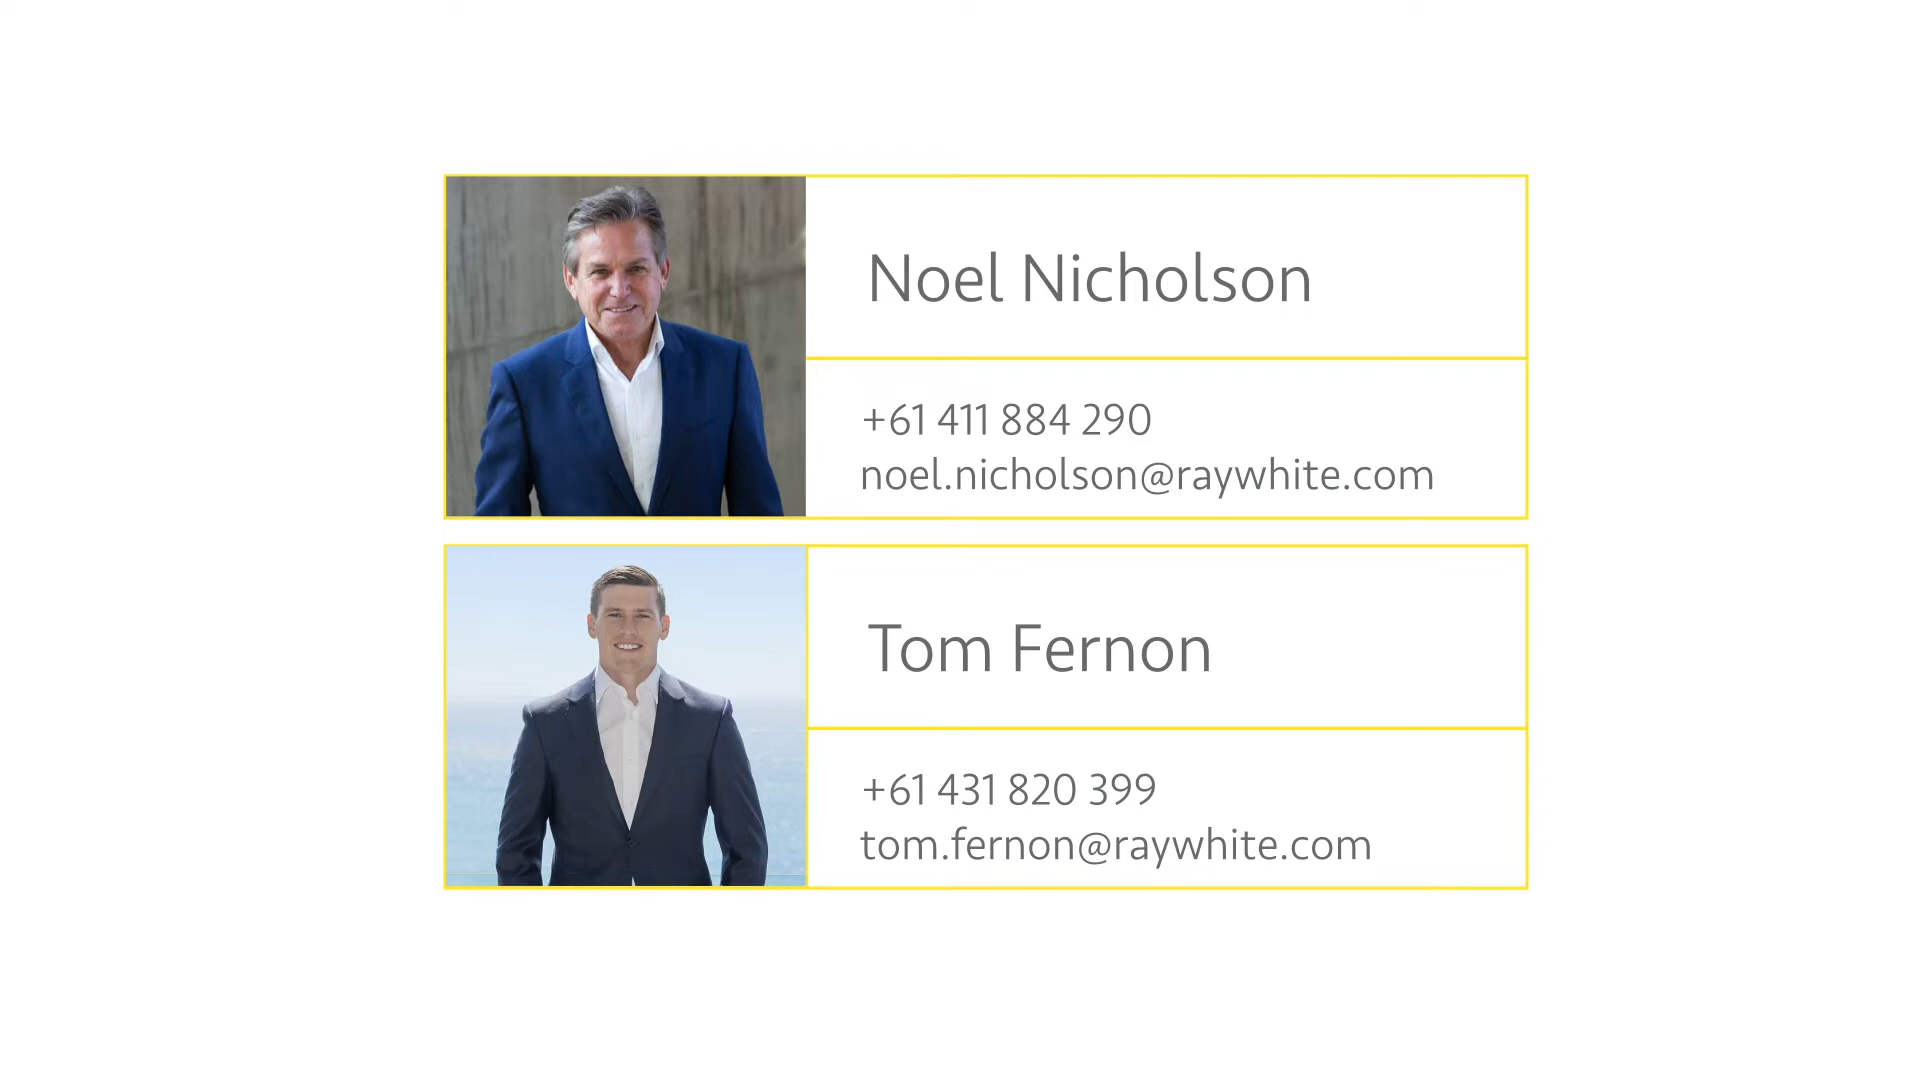 Noel Nicholson
+61 411 884 290
noel.nicholson@raywhite.com
Tom Fernon
+61 431 820 399
tom.fernon@raywhite.com